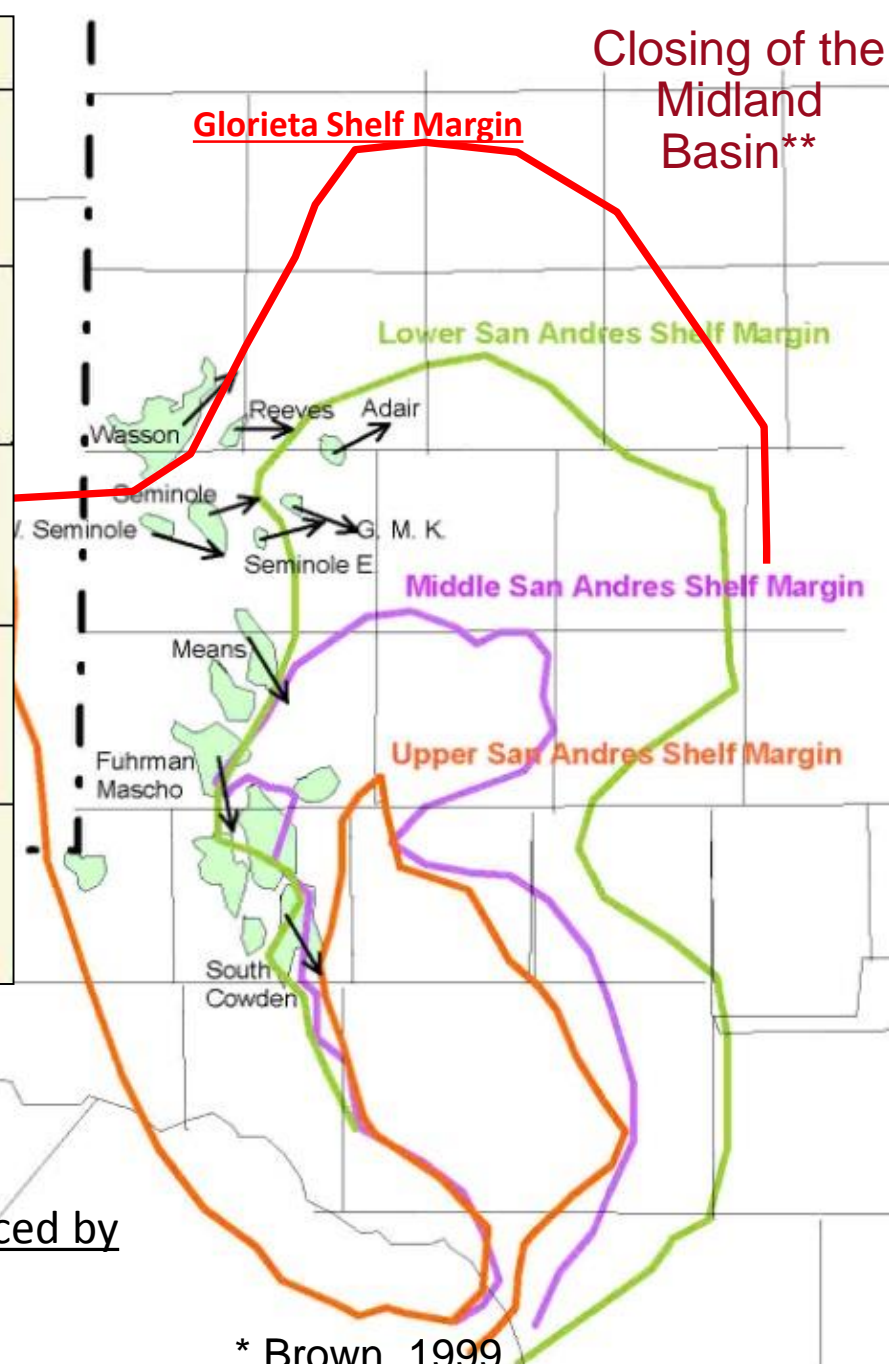 Closing of the
Midland
Basin**
Glorieta Shelf Margin
Lower San Andres Shelf Margin
Reeves
Adair
Wasson
Seminole
. Seminole
G. M. K.
Seminole E
Middle San Andres Shelf Margin
Means
Upper San Andres Shelf Margin
Fuhrman
Mascho
South
Cowden
ced by
* Brown, 1999